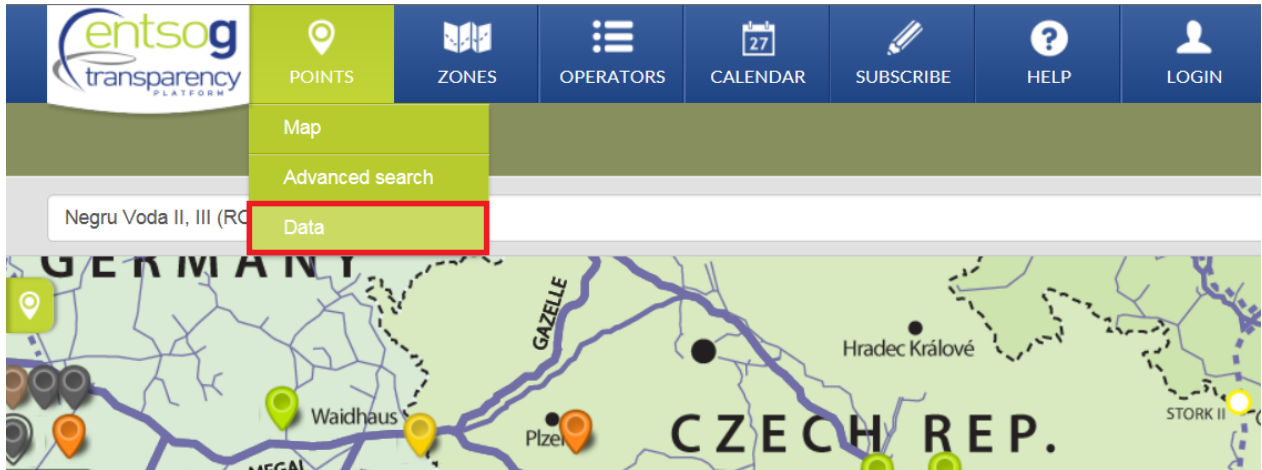 entsog
transparency
PLATFORM
POINTS
ZONES
OPERATORS
27
CALENDAR
SUBSCRIBE
?
HELP
LOGIN
Map
Advanced search
Data
Negru Voda II, III (RO
GERMANY
GAZELLE
Hradec Králové
Waidhaus
Plzeň
CZECH REP.
STORK II
MEGAL